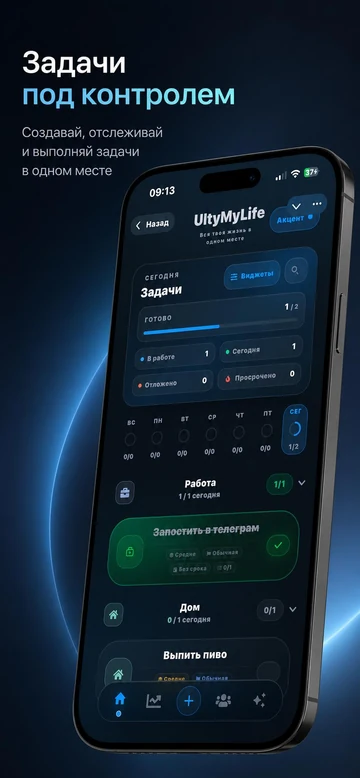 Задачи
под контролем
Создавай, отслеживай
и выполняй задачи
в одном месте
09:13
37
Назад
UltyMyLife
Вся твоя жизнь в
одном месте
Акцент
СЕГОДНЯ
Задачи
Виджеты
ГОТОВО
1 / 2
В работе 1
Сегодня 1
Отложено 0
Просрочено 0
ВС ПН ВТ СР ЧТ ПТ СЕГ
0/0 0/0 0/0 0/0 0/0 0/0 1/2
Работа
1 / 1 сегодня
1/1
Запостить в телеграм
Средне Обычная
Без срока 0/1
Дом
0 / 1 сегодня
0/1
Выпить пиво
Средне Обычная